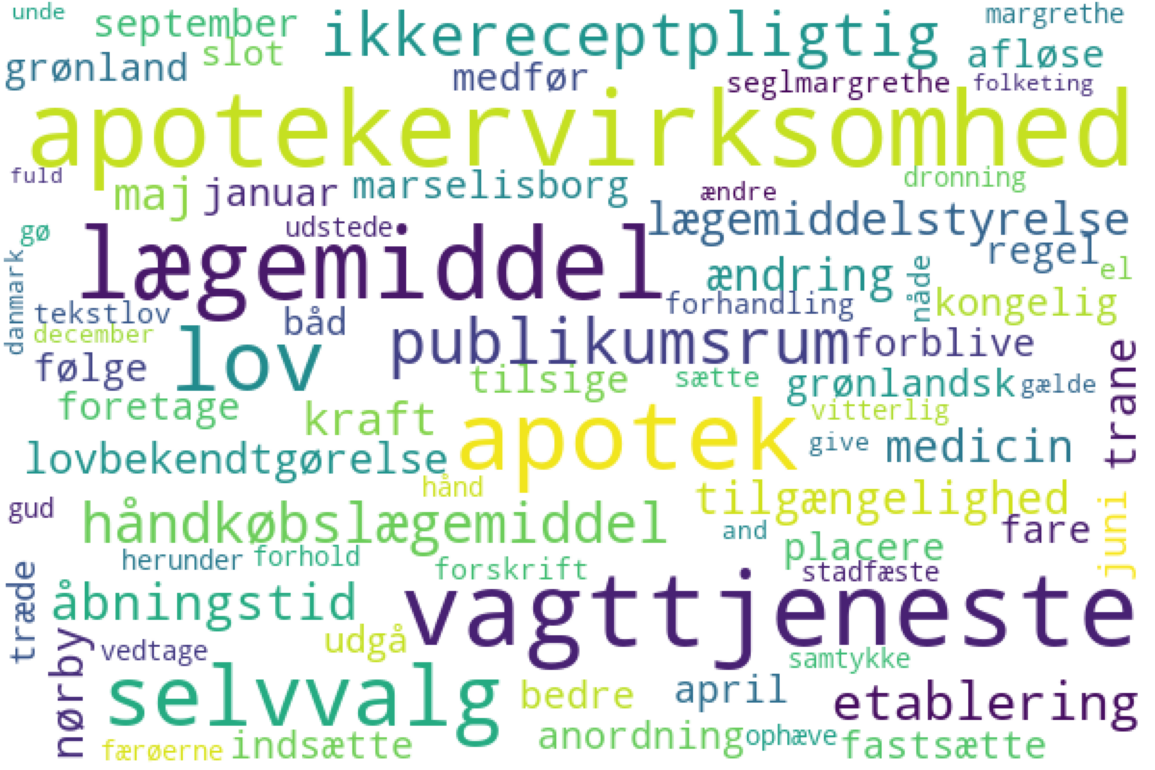 unde september ikkereceptpligtig margrethe
grønland slot medfør seglmargrethe afløse folketing
apotekervirksomhed
fuld maj januar marselisborg ændre dronning
gø udstede lægemiddelstyrelse
lægemiddel ændring nåde regel el
danmark tekstlov båd forhandling kongelig
december lov publikumsrum forblive
følge tilsige sætte grønlandsk gælde trane
foretage kraft apotek vitterlig
lovbekendtgørelse give medicin
hånd tilgængelighed
gud håndkøbslægemiddel and fare juni
herunder forhold forskrift placere
træde åbningstid vagttjeneste stadfæste
nørby vedtage udgå samtykke
selvvalg bedre april etablering
færøerne indsætte anordning ophæve fastsætte